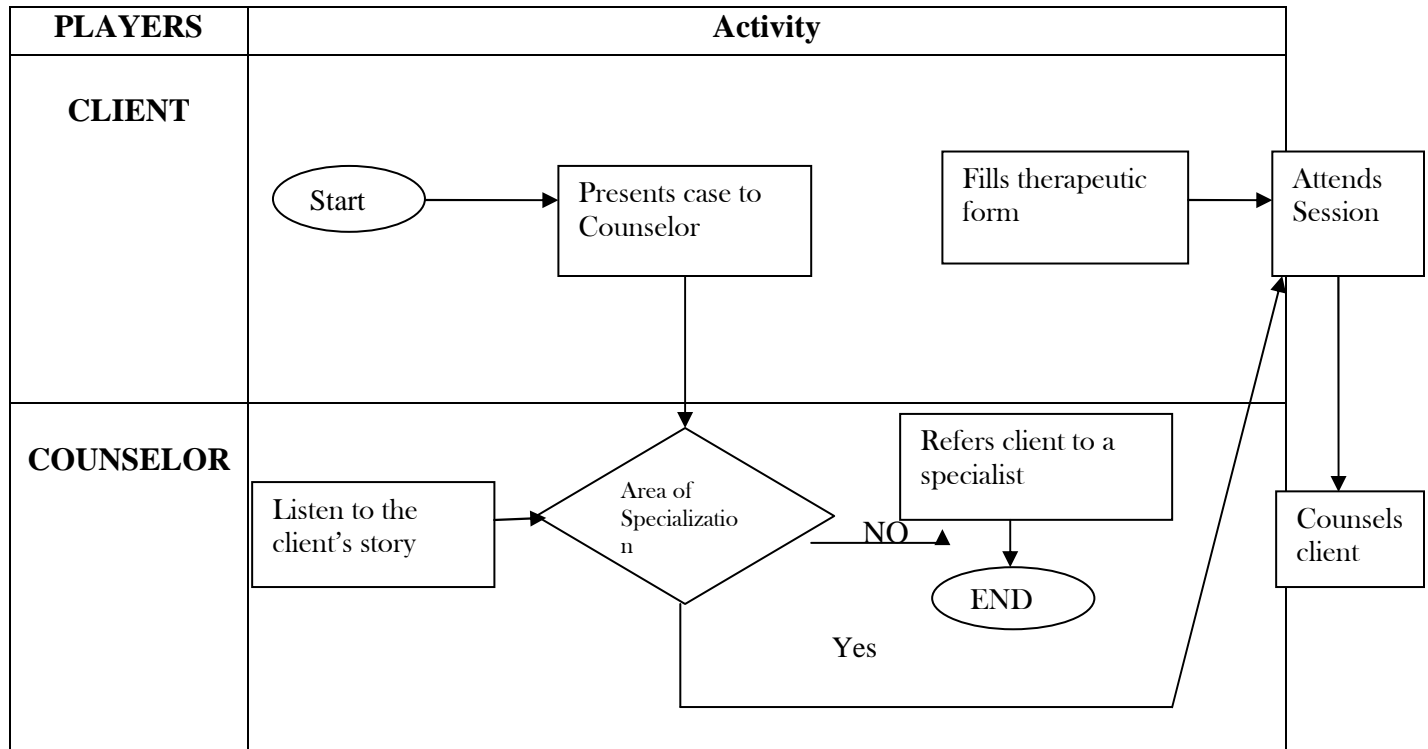 PLAYERS
Activity
CLIENT
Start
Presents case to
Counselor
Fills therapeutic
form
Attends
Session
COUNSELOR
Listen to the
client’s story
Area of
Specializatio
n
NO
Refers client to a
specialist
END
Yes
Counsels
client